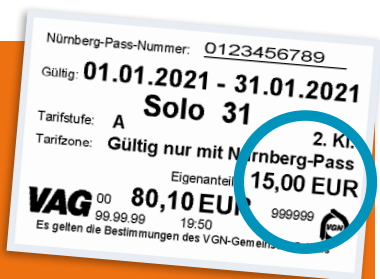 Nürnberg-Pass-Nummer: 0123456789
Gültig: 01.01.2021 - 31.01.2021
Solo 31
Tarifstufe: A 2. Kl.
Tarifzone: Gültig nur mit Nürnberg-Pass
Eigenanteil 15,00 EUR
VAG 00 80,10 EUR 999999 VGN
99.99.99 19:50
Es gelten die Bestimmungen des